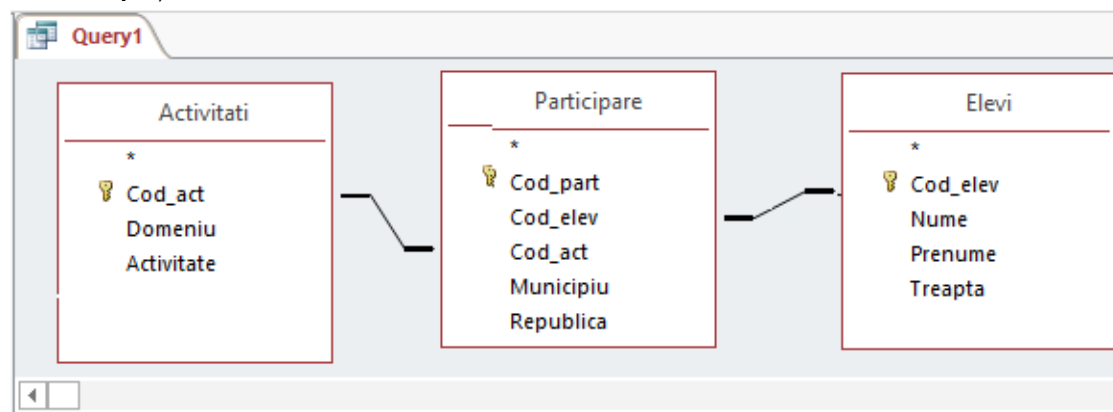 Query1
Activitati
*
Cod_act
Domeniu
Activitate
Participare
*
Cod_part
Cod_elev
Cod_act
Municipiu
Republica
Elevi
*
Cod_elev
Nume
Prenume
Treapta